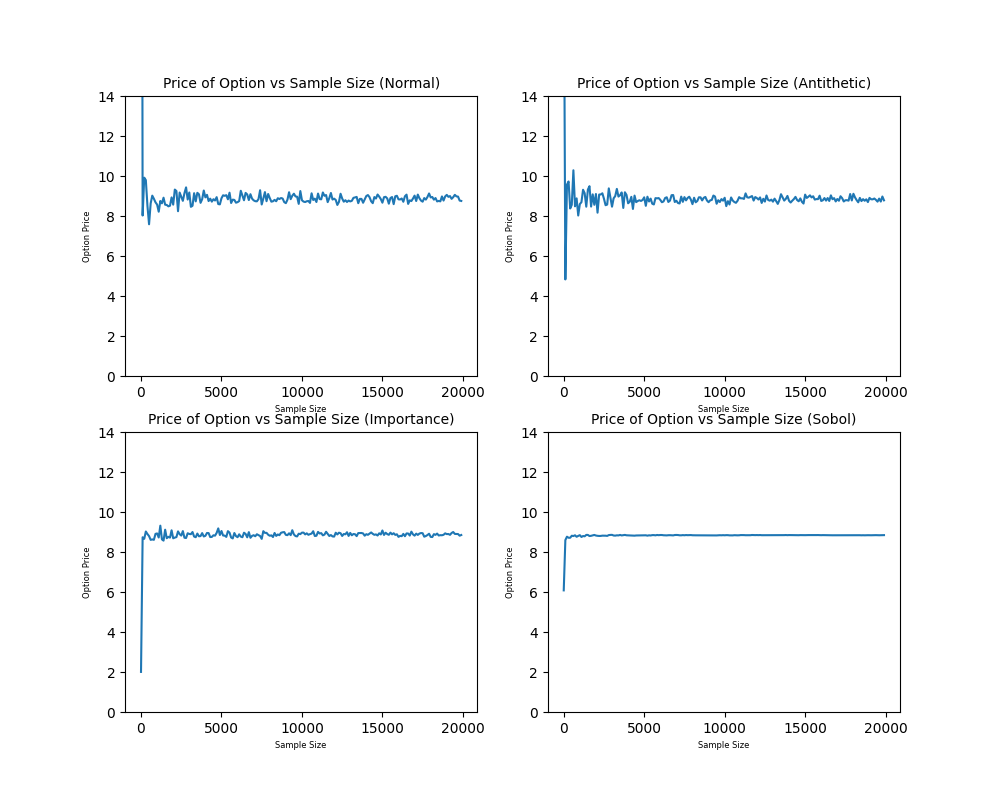 Price of Option vs Sample Size (Normal)
14
12
10
8
6
4
2
0
Option Price
0 5000 10000 15000 20000
Sample Size
Price of Option vs Sample Size (Antithetic)
14
12
10
8
6
4
2
0
Option Price
0 5000 10000 15000 20000
Sample Size
Price of Option vs Sample Size (Importance)
14
12
10
8
6
4
2
0
Option Price
0 5000 10000 15000 20000
Sample Size
Price of Option vs Sample Size (Sobol)
14
12
10
8
6
4
2
0
Option Price
0 5000 10000 15000 20000
Sample Size